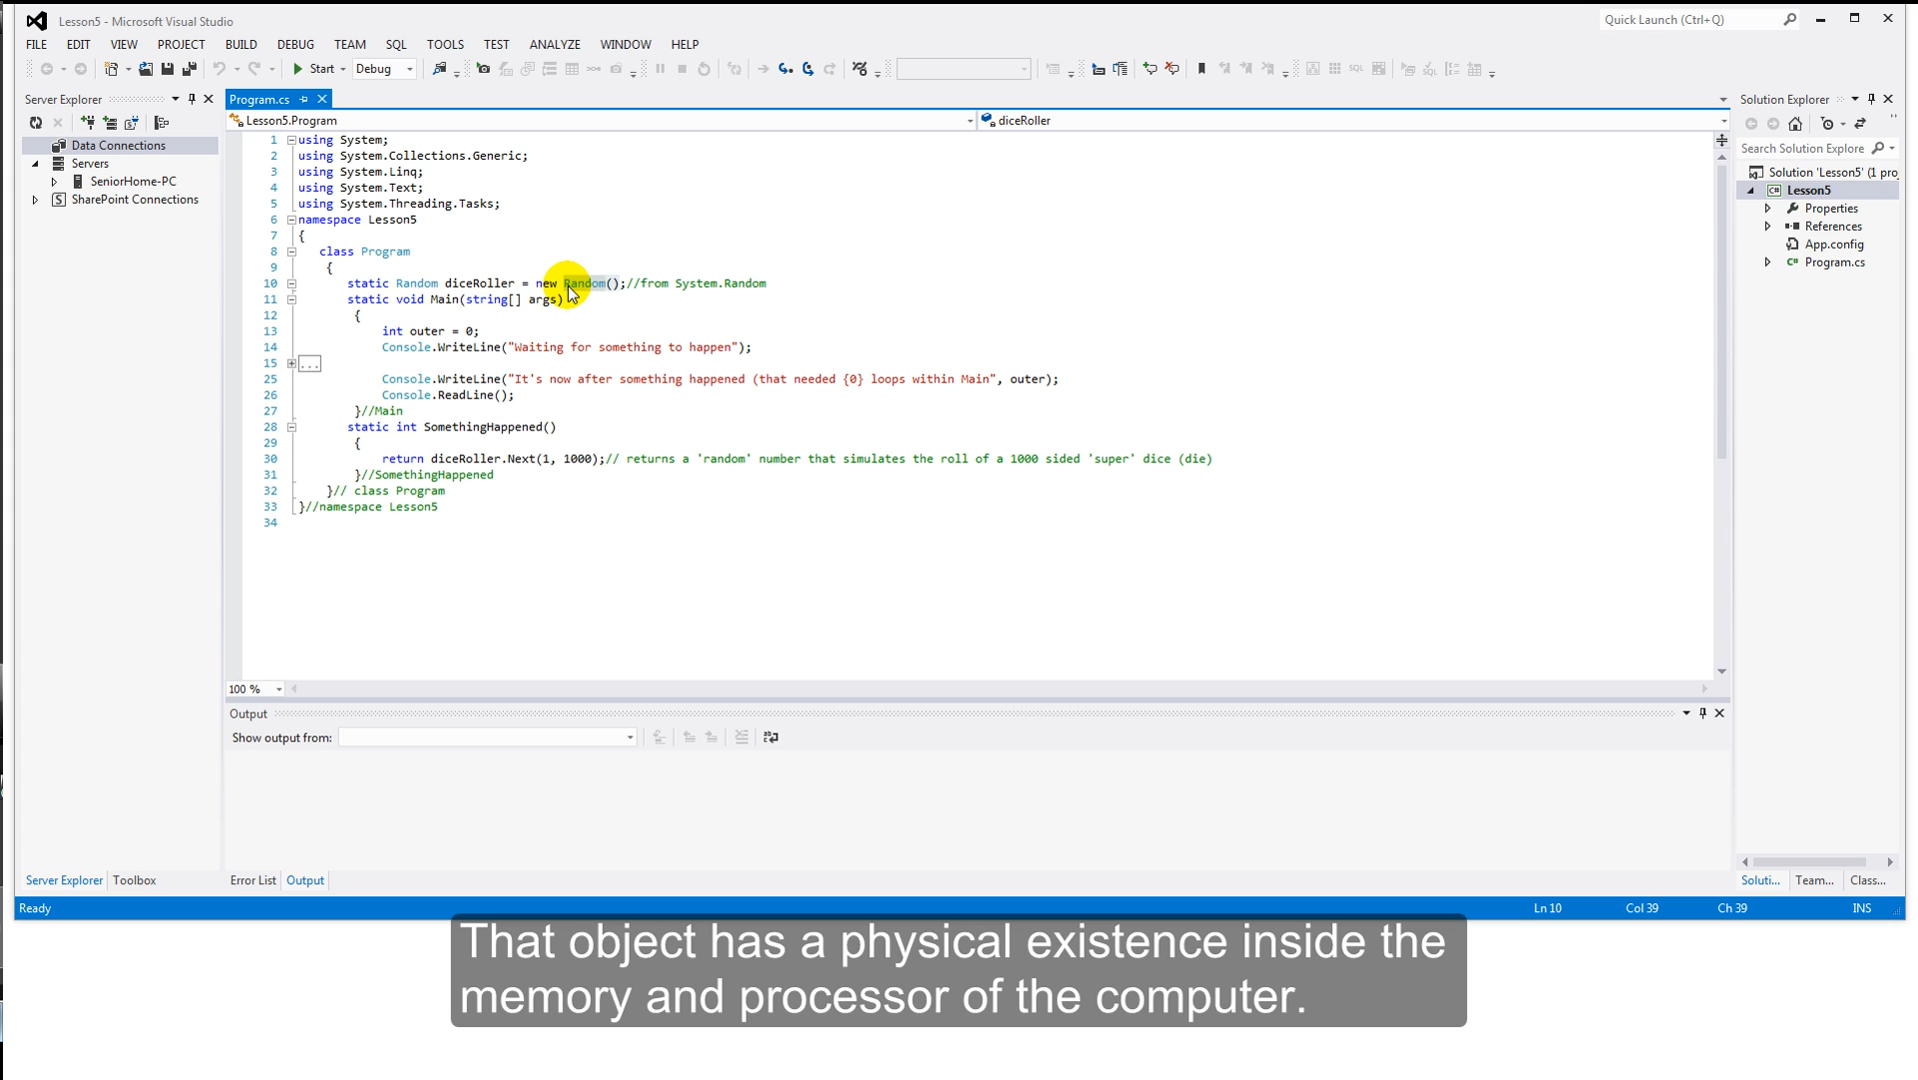 Lesson5 - Microsoft Visual Studio
Quick Launch (Ctrl+Q)
FILE EDIT VIEW PROJECT BUILD DEBUG TEAM SQL TOOLS TEST ANALYZE WINDOW HELP
Start Debug
Server Explorer
Program.cs
Solution Explorer
Lesson5.Program
diceRoller
Data Connections
Servers
SeniorHome-PC
SharePoint Connections
1 using System;
2 using System.Collections.Generic;
3 using System.Linq;
4 using System.Text;
5 using System.Threading.Tasks;
6 namespace Lesson5
7 {
8 class Program
9 {
10 static Random diceRoller = new Random();//from System.Random
11 static void Main(string[] args)
12 {
13 int outer = 0;
14 Console.WriteLine("Waiting for something to happen");
15 ...
25 Console.WriteLine("It's now after something happened (that needed {0} loops within Main", outer);
26 Console.ReadLine();
27 }//Main
28 static int SomethingHappened()
29 {
30 return diceRoller.Next(1, 1000);// returns a 'random' number that simulates the roll of a 1000 sided 'super' dice (die)
31 }//SomethingHappened
32 }// class Program
33 }//namespace Lesson5
34
Search Solution Explore
Solution 'Lesson5' (1 proj
Lesson5
Properties
References
App.config
Program.cs
100 %
Output
Show output from:
Server Explorer Toolbox
Error List Output
Soluti... Team... Class...
Ready
Ln 10 Col 39 Ch 39 INS
That object has a physical existence inside the
memory and processor of the computer.